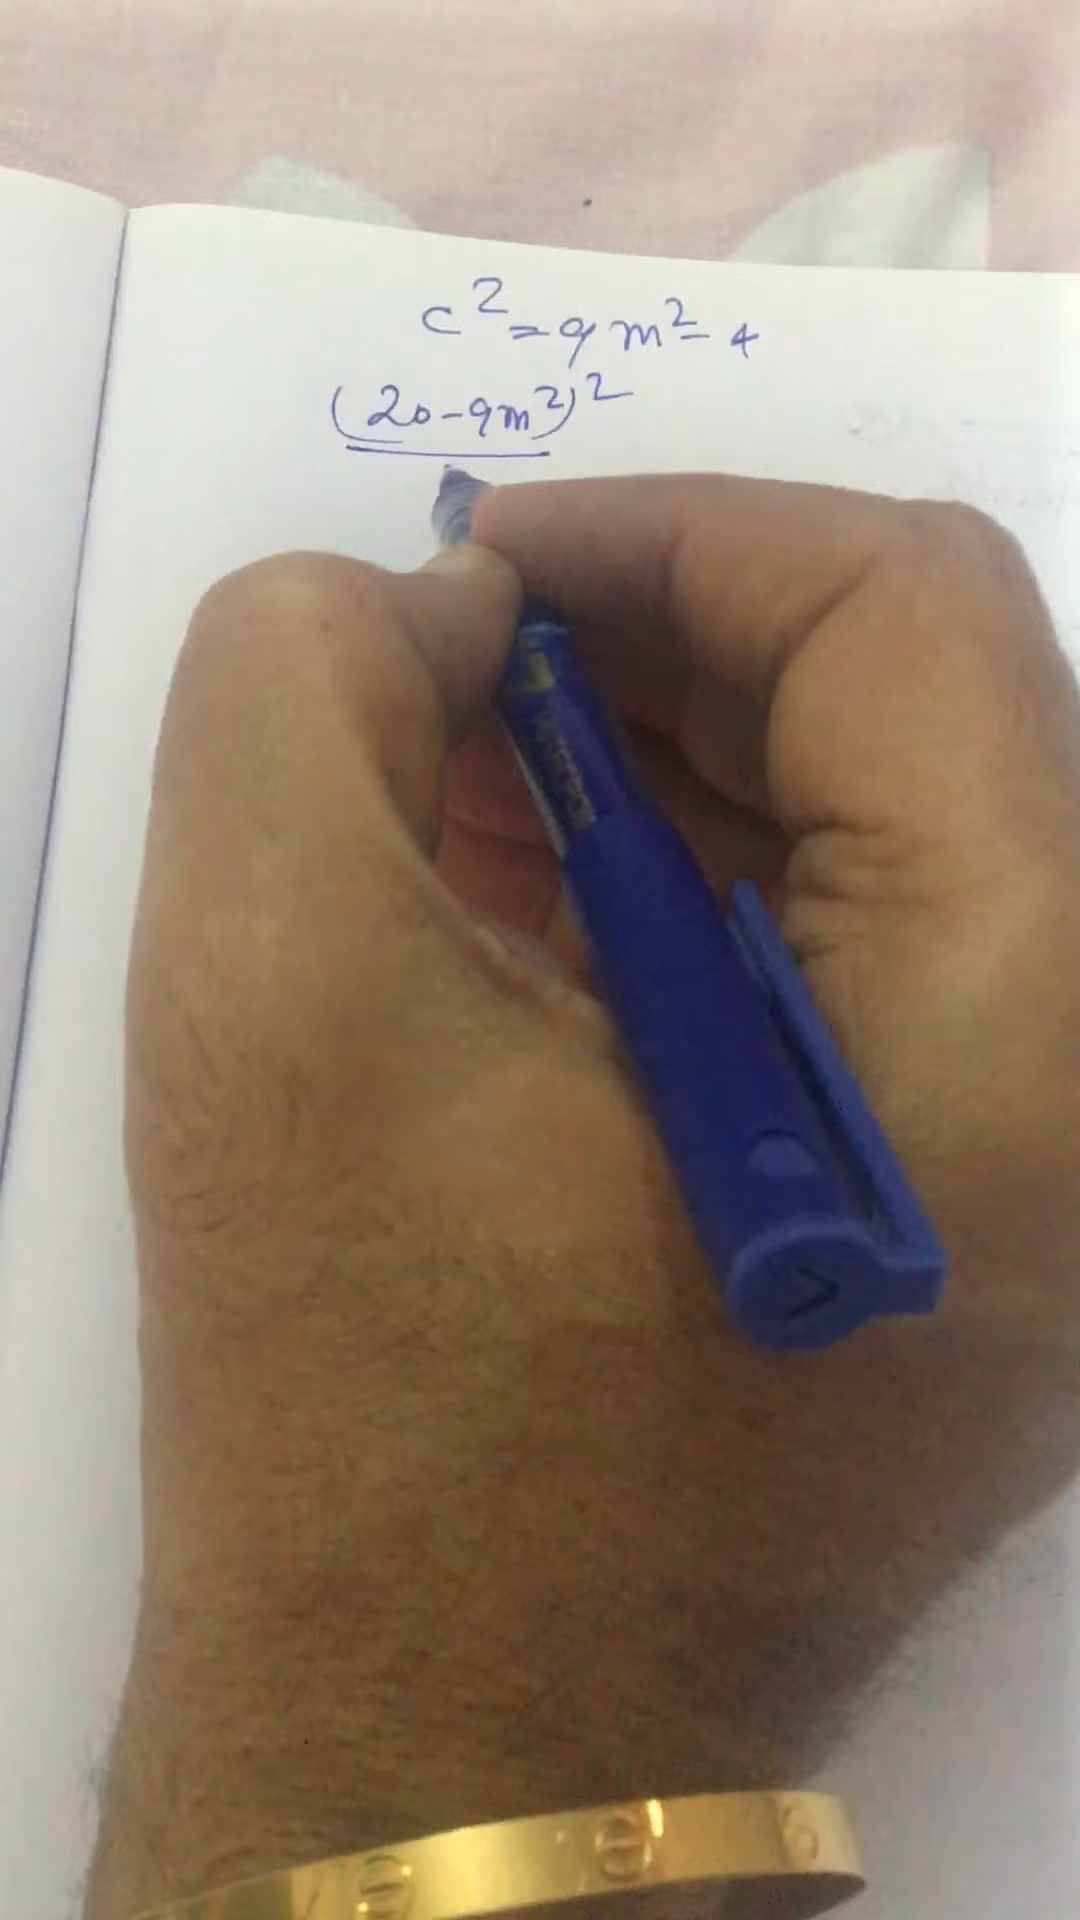 c² = 9m² - 4
(20 - 9m²)²